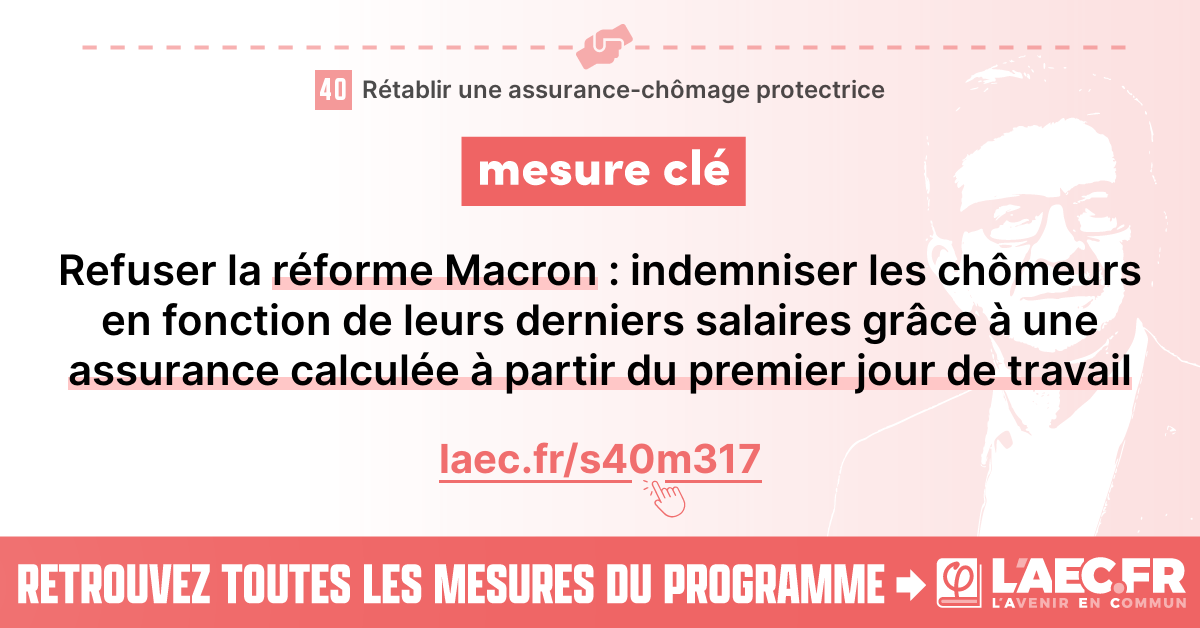 40 Rétablir une assurance-chômage protectrice
mesure clé
Refuser la réforme Macron : indemniser les chômeurs
en fonction de leurs derniers salaires grâce à une
assurance calculée à partir du premier jour de travail
laec.fr/s40m317
RETROUVEZ TOUTES LES MESURES DU PROGRAMME
L'AEC.FR
L'AVENIR EN COMMUN